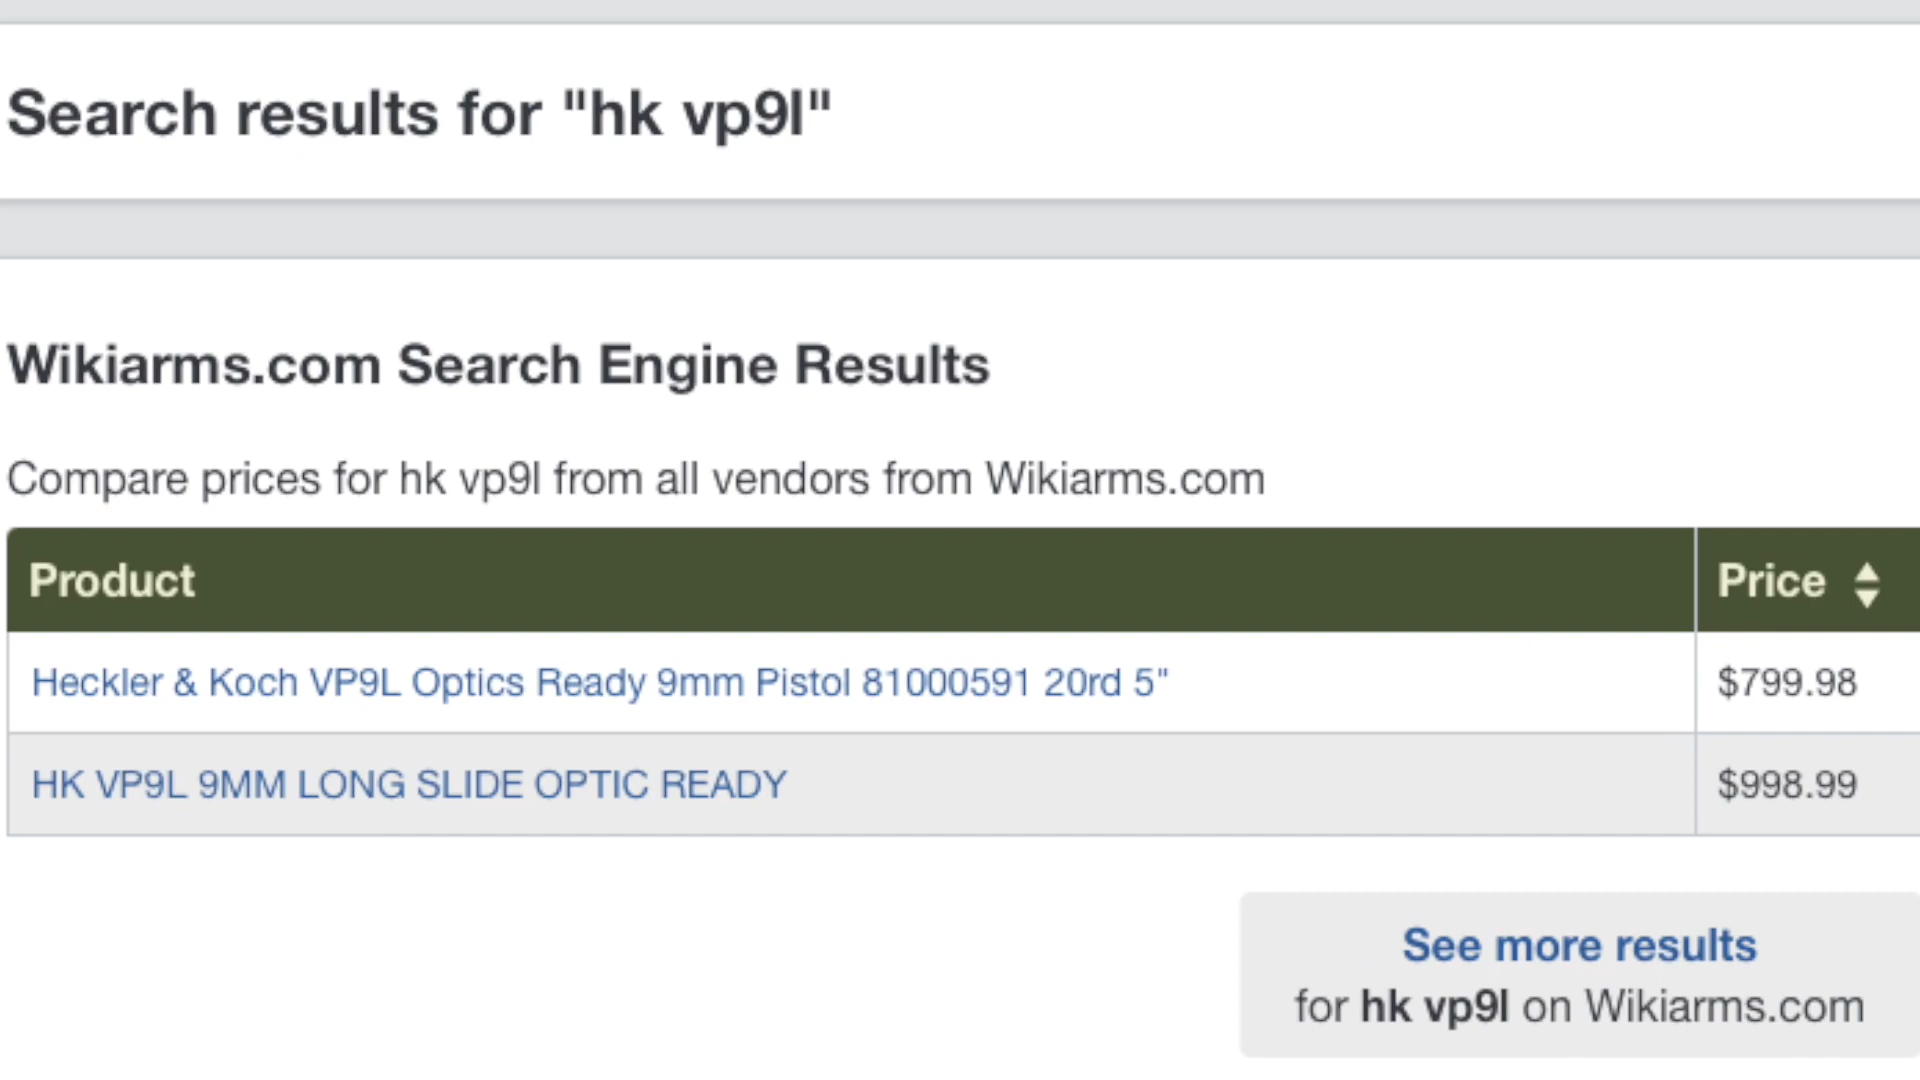 Search results for "hk vp9l"
Wikiarms.com Search Engine Results
Compare prices for hk vp9l from all vendors from Wikiarms.com
Product Price
Heckler & Koch VP9L Optics Ready 9mm Pistol 81000591 20rd 5" $799.98
HK VP9L 9MM LONG SLIDE OPTIC READY $998.99
See more results
for hk vp9l on Wikiarms.com